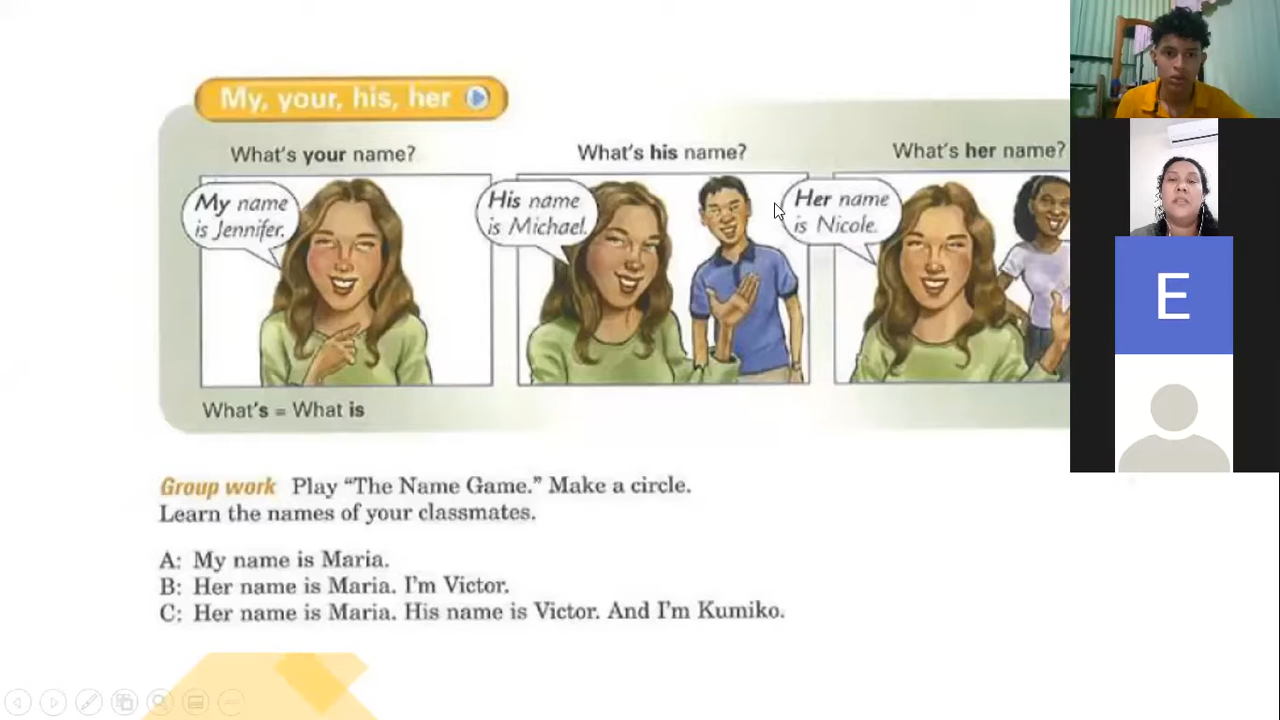 My, your, his, her
What's your name?
What's his name?
What's her name?
My name
is Jennifer.
His name
is Michael.
Her name
is Nicole.
What's = What is
Group work Play “The Name Game.” Make a circle.
Learn the names of your classmates.
A: My name is Maria.
B: Her name is Maria. I'm Victor.
C: Her name is Maria. His name is Victor. And I'm Kumiko.
E